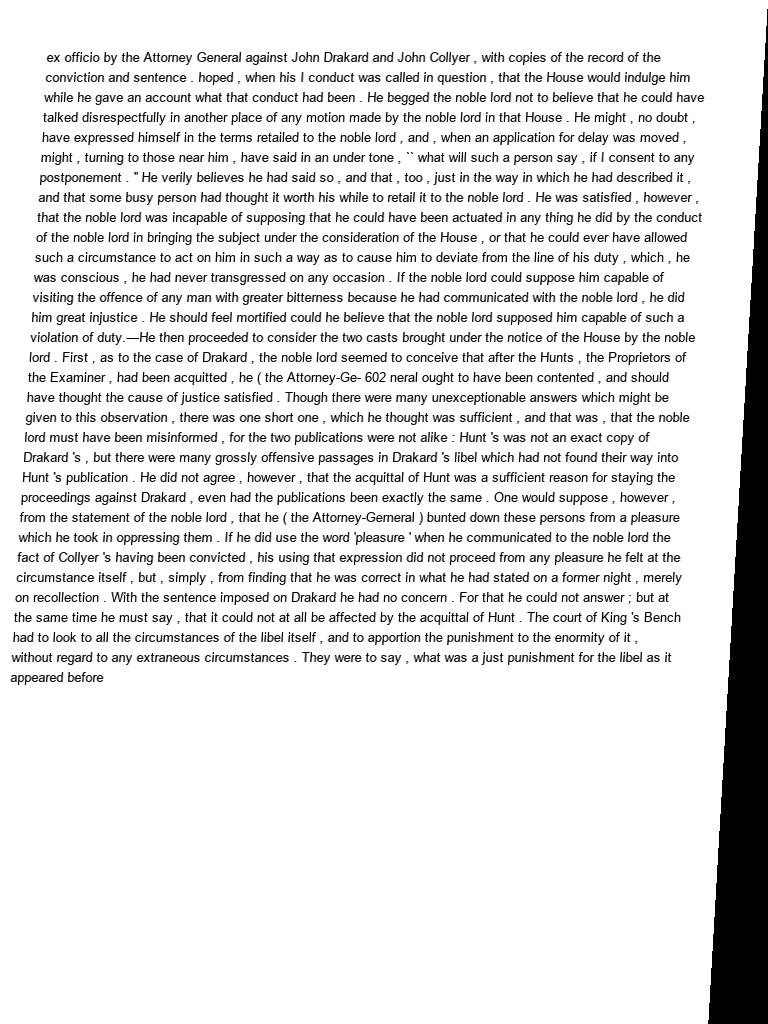 ex officio by the Attorney General against John Drakard and John Collyer , with copies of the record of the
conviction and sentence . hoped , when his I conduct was called in question , that the House would indulge him
while he gave an account what that conduct had been . He begged the noble lord not to believe that he could have
talked disrespectfully in another place of any motion made by the noble lord in that House . He might , no doubt ,
have expressed himself in the terms retailed to the noble lord , and , when an application for delay was moved ,
might , turning to those near him , have said in an under tone , `` what will such a person say , if I consent to any
postponement . " He verily believes he had said so , and that , too , just in the way in which he had described it ,
and that some busy person had thought it worth his while to retail it to the noble lord . He was satisfied , however ,
that the noble lord was incapable of supposing that he could have been actuated in any thing he did by the conduct
of the noble lord in bringing the subject under the consideration of the House , or that he could ever have allowed
such a circumstance to act on him in such a way as to cause him to deviate from the line of his duty , which , he
was conscious , he had never transgressed on any occasion . If the noble lord could suppose him capable of
visiting the offence of any man with greater bitterness because he had communicated with the noble lord , he did
him great injustice . He should feel mortified could he believe that the noble lord supposed him capable of such a
violation of duty.—He then proceeded to consider the two casts brought under the notice of the House by the noble
lord . First , as to the case of Drakard , the noble lord seemed to conceive that after the Hunts , the Proprietors of
the Examiner , had been acquitted , he ( the Attorney-Ge- 602 neral ought to have been contented , and should
have thought the cause of justice satisfied . Though there were many unexceptionable answers which might be
given to this observation , there was one short one , which he thought was sufficient , and that was , that the noble
lord must have been misinformed , for the two publications were not alike : Hunt 's was not an exact copy of
Drakard 's , but there were many grossly offensive passages in Drakard 's libel which had not found their way into
Hunt 's publication . He did not agree , however , that the acquittal of Hunt was a sufficient reason for staying the
proceedings against Drakard , even had the publications been exactly the same . One would suppose , however ,
from the statement of the noble lord , that he ( the Attorney-Gerneral ) bunted down these persons from a pleasure
which he took in oppressing them . If he did use the word 'pleasure ' when he communicated to the noble lord the
fact of Collyer 's having been convicted , his using that expression did not proceed from any pleasure he felt at the
circumstance itself , but , simply , from finding that he was correct in what he had stated on a former night , merely
on recollection . With the sentence imposed on Drakard he had no concern . For that he could not answer ; but at
the same time he must say , that it could not at all be affected by the acquittal of Hunt . The court of King 's Bench
had to look to all the circumstances of the libel itself , and to apportion the punishment to the enormity of it ,
without regard to any extraneous circumstances . They were to say , what was a just punishment for the libel as it
appeared before